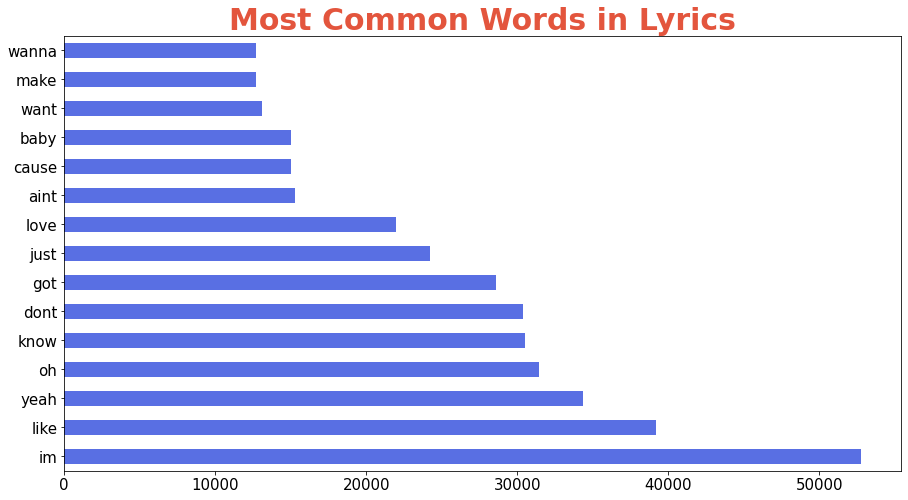 Most Common Words in Lyrics
wanna
make
want
baby
cause
aint
love
just
got
dont
know
oh
yeah
like
im
0 10000 20000 30000 40000 50000